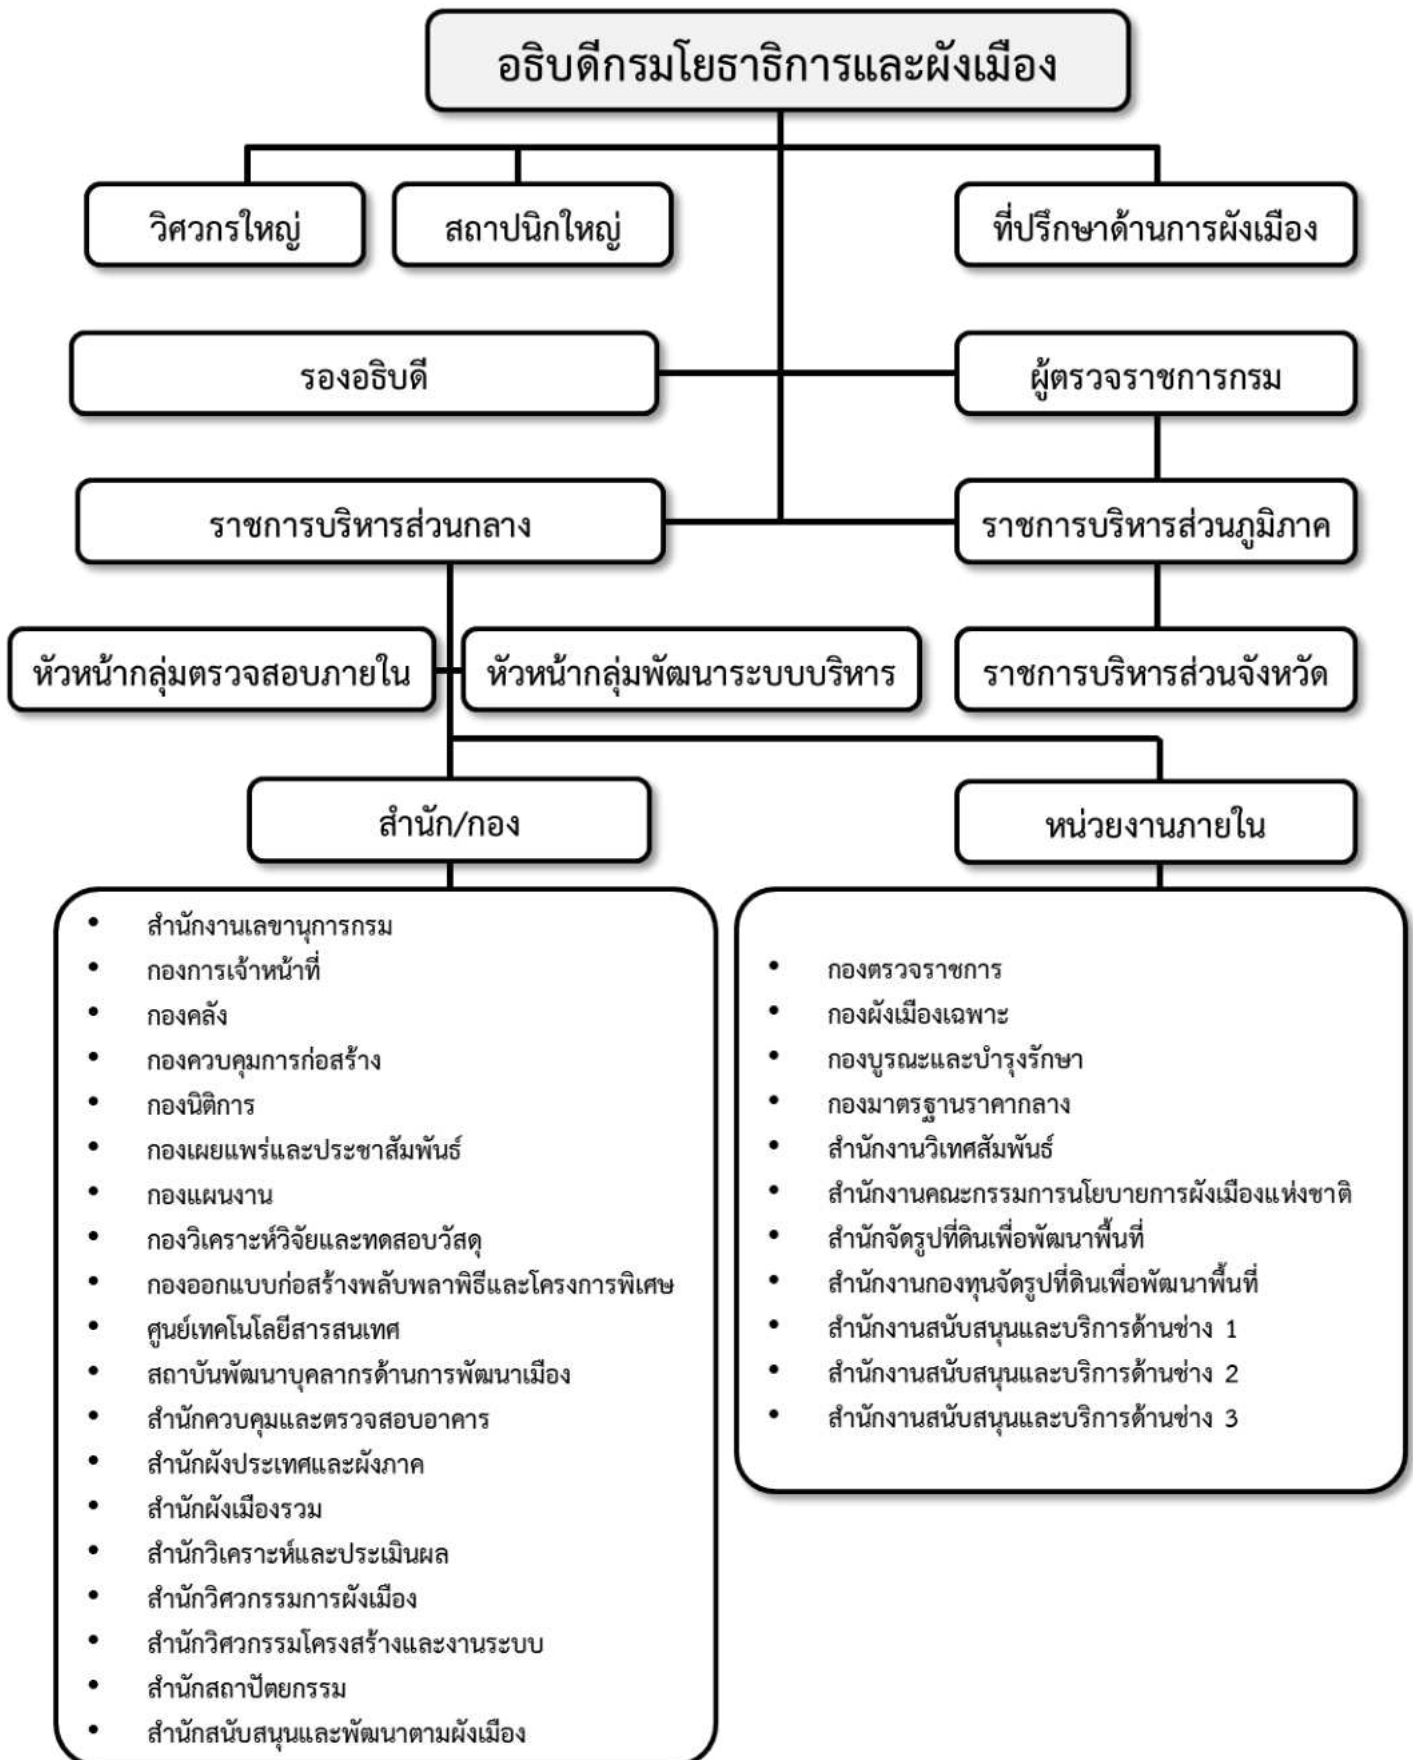 อธิบดีกรมโยธาธิการและผังเมือง
วิศวกรใหญ่
สถาปนิกใหญ่
ที่ปรึกษาด้านการผังเมือง
รองอธิบดี
ผู้ตรวจราชการกรม
ราชการบริหารส่วนกลาง
ราชการบริหารส่วนภูมิภาค
หัวหน้ากลุ่มตรวจสอบภายใน
หัวหน้ากลุ่มพัฒนาระบบบริหาร
ราชการบริหารส่วนจังหวัด
สำนัก/กอง
หน่วยงานภายใน
• สำนักงานเลขานุการกรม
• กองการเจ้าหน้าที่
• กองคลัง
• กองควบคุมการก่อสร้าง
• กองนิติการ
• กองเผยแพร่และประชาสัมพันธ์
• กองแผนงาน
• กองวิเคราะห์วิจัยและทดสอบวัสดุ
• กองออกแบบก่อสร้างพลับพลาพิธีและโครงการพิเศษ
• ศูนย์เทคโนโลยีสารสนเทศ
• สถาบันพัฒนาบุคลากรด้านการพัฒนาเมือง
• สำนักควบคุมและตรวจสอบอาคาร
• สำนักผังประเทศและผังภาค
• สำนักผังเมืองรวม
• สำนักวิเคราะห์และประเมินผล
• สำนักวิศวกรรมการผังเมือง
• สำนักวิศวกรรมโครงสร้างและงานระบบ
• สำนักสถาปัตยกรรม
• สำนักสนับสนุนและพัฒนาตามผังเมือง
• กองตรวจราชการ
• กองผังเมืองเฉพาะ
• กองบูรณะและบำรุงรักษา
• กองมาตรฐานราคากลาง
• สำนักงานวิเทศสัมพันธ์
• สำนักงานคณะกรรมการนโยบายการผังเมืองแห่งชาติ
• สำนักจัดรูปที่ดินเพื่อพัฒนาพื้นที่
• สำนักงานกองทุนจัดรูปที่ดินเพื่อพัฒนาพื้นที่
• สำนักงานสนับสนุนและบริการด้านช่าง 1
• สำนักงานสนับสนุนและบริการด้านช่าง 2
• สำนักงานสนับสนุนและบริการด้านช่าง 3